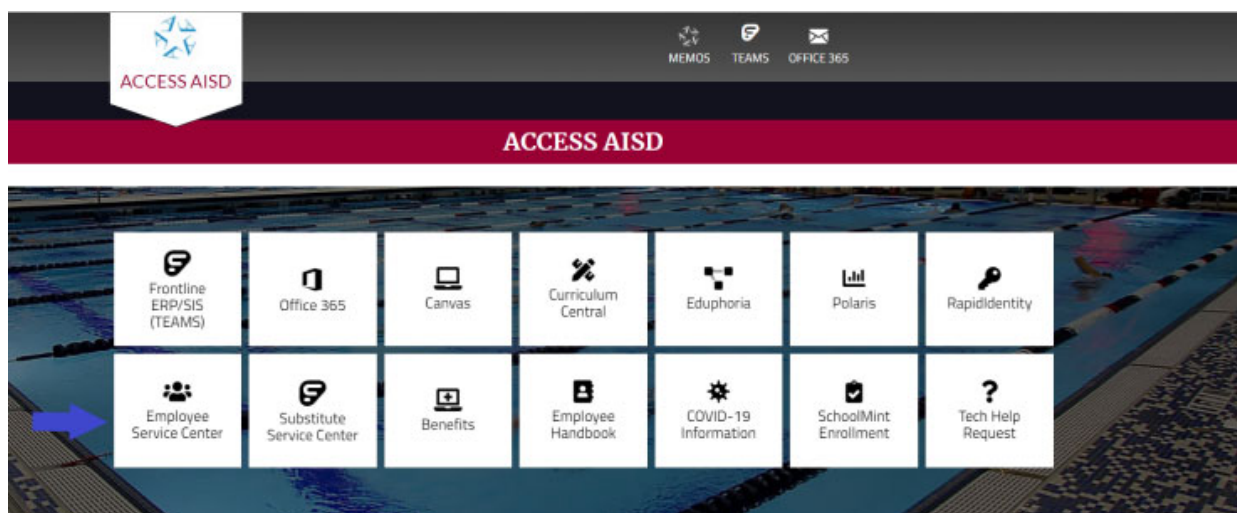 MEMOS TEAMS OFFICE 365
ACCESS AISD
ACCESS AISD
Frontline
ERP/SIS
(TEAMS)
Office 365
Canvas
Curriculum
Central
Eduphoria
Polaris
RapidIdentity
Employee
Service Center
Substitute
Service Center
Benefits
Employee
Handbook
COVID-19
Information
SchoolMint
Enrollment
Tech Help
Request